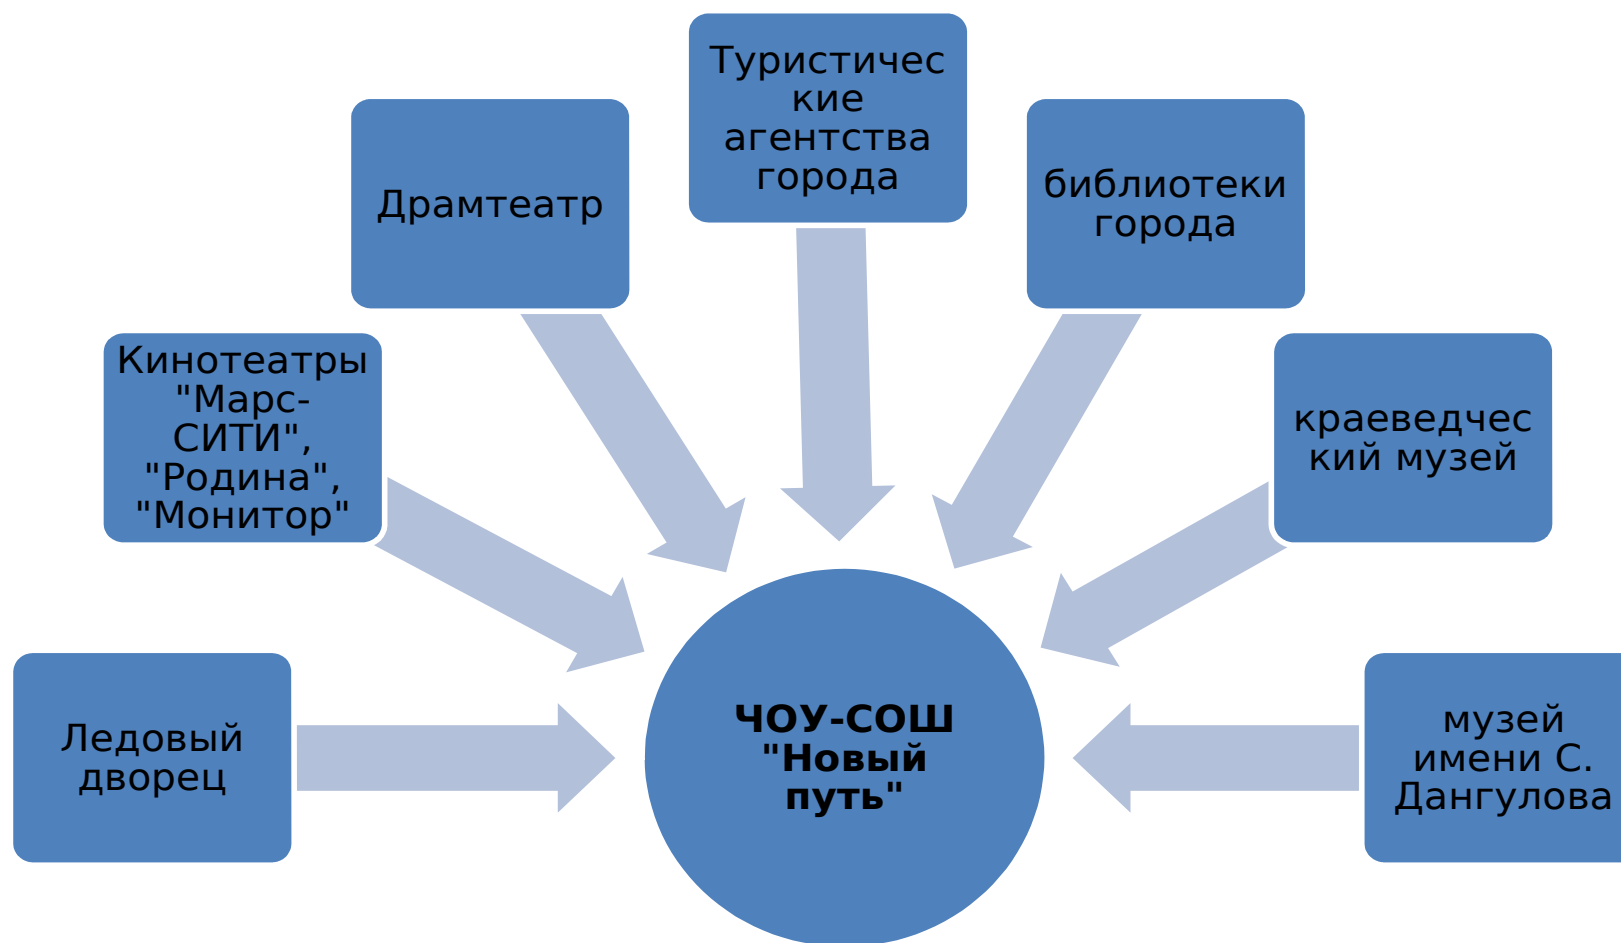 Туристичес
кие
агентства
города
Драмтеатр
библиотеки
города
Кинотеатры
"Марс-
СИТИ",
"Родина",
"Монитор"
краеведчес
кий музей
Ледовый
дворец
ЧОУ-СОШ
"Новый
путь"
музей
имени С.
Дангулова